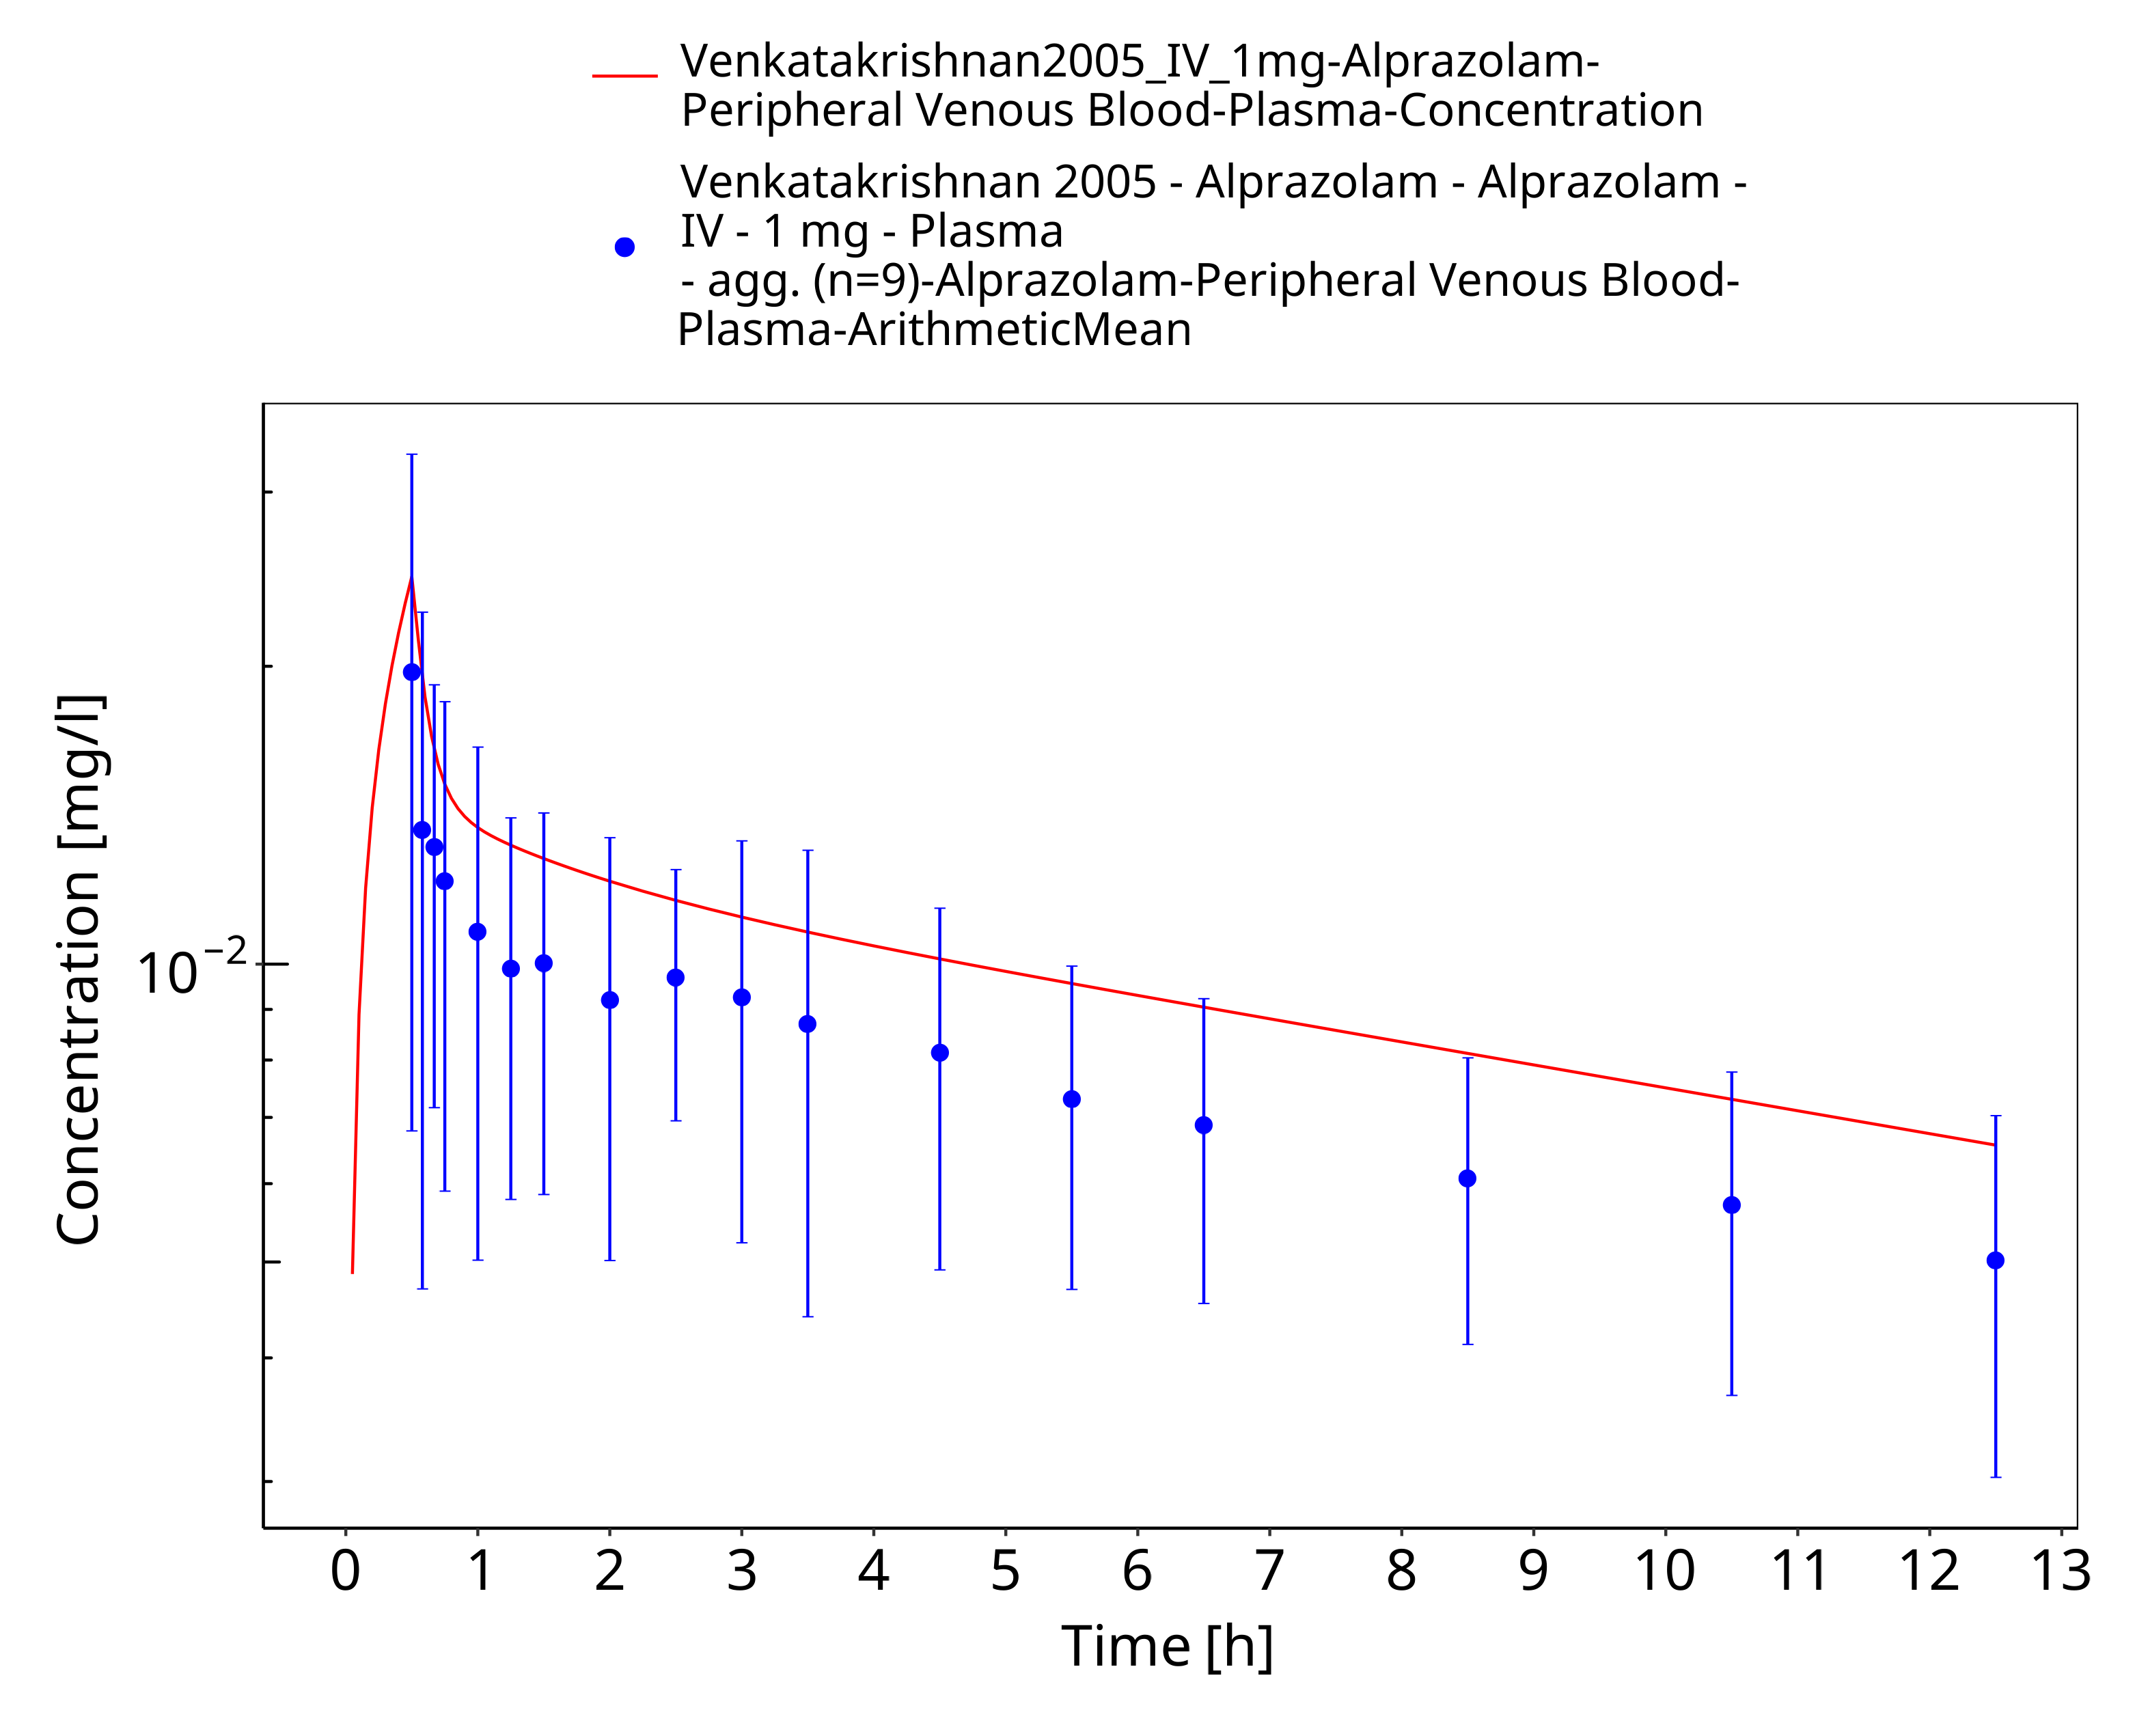 Venkatakrishnan2005_IV_1mg-Alprazolam-
Peripheral Venous Blood-Plasma-Concentration
Venkatakrishnan 2005 - Alprazolam - Alprazolam -
IV - 1 mg - Plasma
- agg. (n=9)-Alprazolam-Peripheral Venous Blood-
Plasma-ArithmeticMean
Concentration [mg/l]
10⁻²
0 1 2 3 4 5 6 7 8 9 10 11 12 13
Time [h]